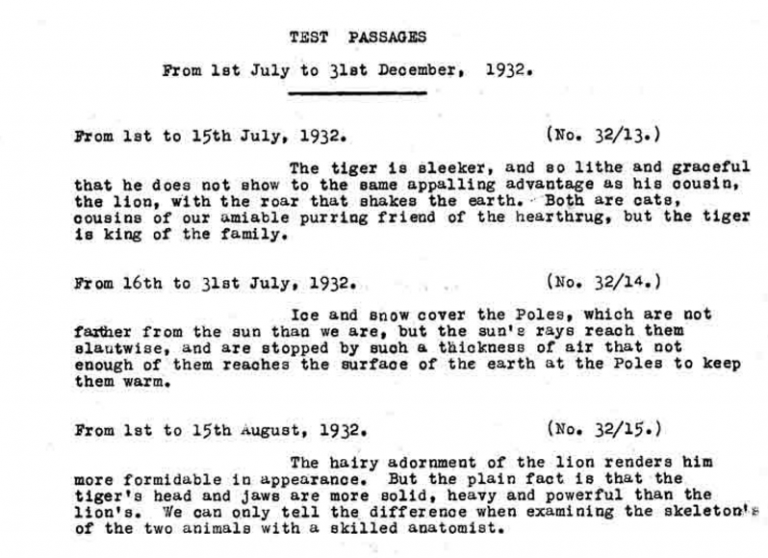 TEST PASSAGES
From 1st July to 31st December, 1932.
From 1st to 15th July, 1932. (No. 32/13.)
The tiger is sleeker, and so lithe and graceful
that he does not show to the same appalling advantage as his cousin,
the lion, with the roar that shakes the earth. Both are cats,
cousins of our amiable purring friend of the hearthrug, but the tiger
is king of the family.
From 16th to 31st July, 1932. (No. 32/14.)
Ice and snow cover the Poles, which are not
farther from the sun than we are, but the sun's rays reach them
slantwise, and are stopped by such a thickness of air that not
enough of them reaches the surface of the earth at the Poles to keep
them warm.
From 1st to 15th August, 1932. (No. 32/15.)
The hairy adornment of the lion renders him
more formidable in appearance. But the plain fact is that the
tiger's head and jaws are more solid, heavy and powerful than the
lion's. We can only tell the difference when examining the skeleton's
of the two animals with a skilled anatomist.